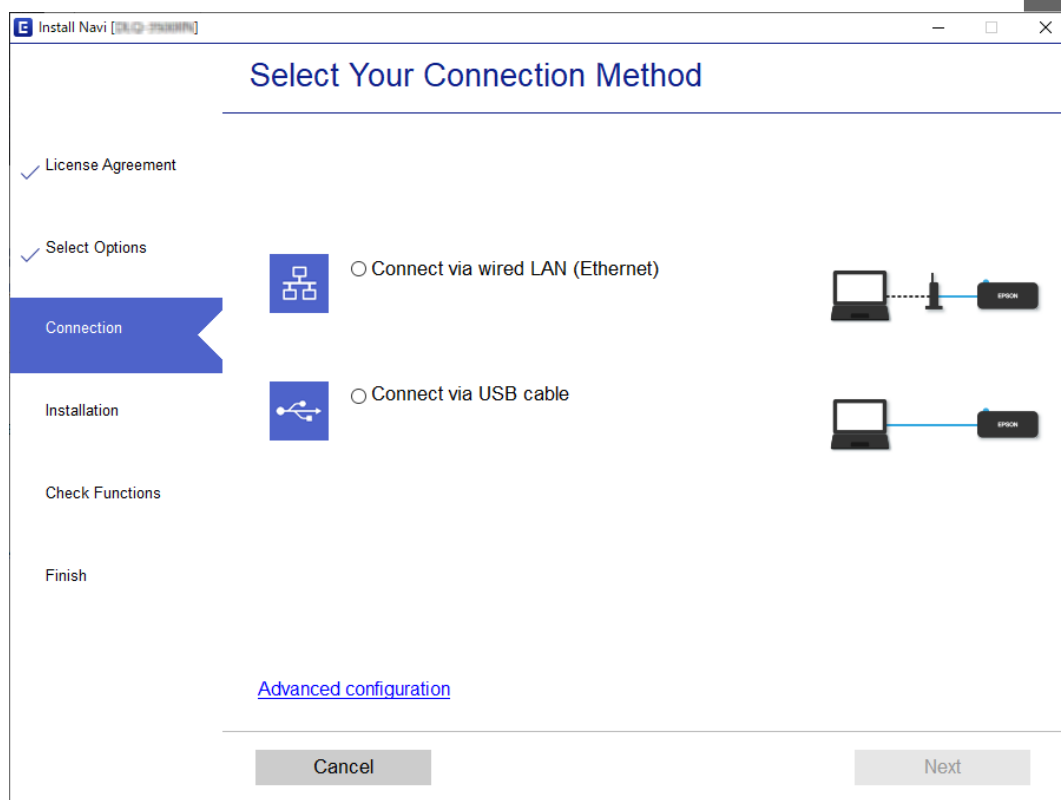 Install Navi [
]
Select Your Connection Method
License Agreement
Select Options
Connection
Installation
Check Functions
Finish
Connect via wired LAN (Ethernet)
EPSON
Connect via USB cable
EPSON
Advanced configuration
Cancel
Next